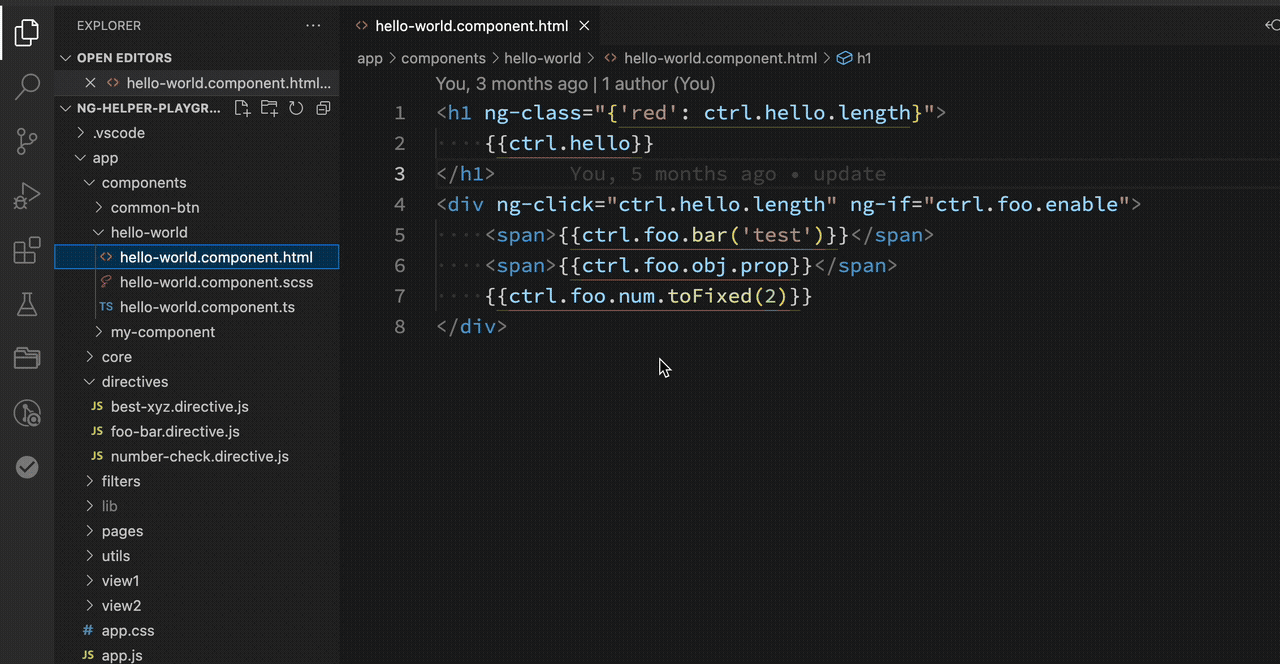 EXPLORER
OPEN EDITORS
hello-world.component.html...
NG-HELPER-PLAYGR...
.vscode
app
components
common-btn
hello-world
hello-world.component.html
hello-world.component.scss
TS hello-world.component.ts
my-component
core
directives
JS best-xyz.directive.js
JS foo-bar.directive.js
JS number-check.directive.js
filters
lib
pages
utils
view1
view2
# app.css
JS app.js
hello-world.component.html
app > components > hello-world > hello-world.component.html > h1
You, 3 months ago | 1 author (You)
1 <h1 ng-class="{'red': ctrl.hello.length}">
2 ····{{ctrl.hello}}
3 </h1> You, 5 months ago • update
4 <div ng-click="ctrl.hello.length" ng-if="ctrl.foo.enable">
5 ····<span>{{ctrl.foo.bar('test')}}</span>
6 ····<span>{{ctrl.foo.obj.prop}}</span>
7 ····{{ctrl.foo.num.toFixed(2)}}
8 </div>